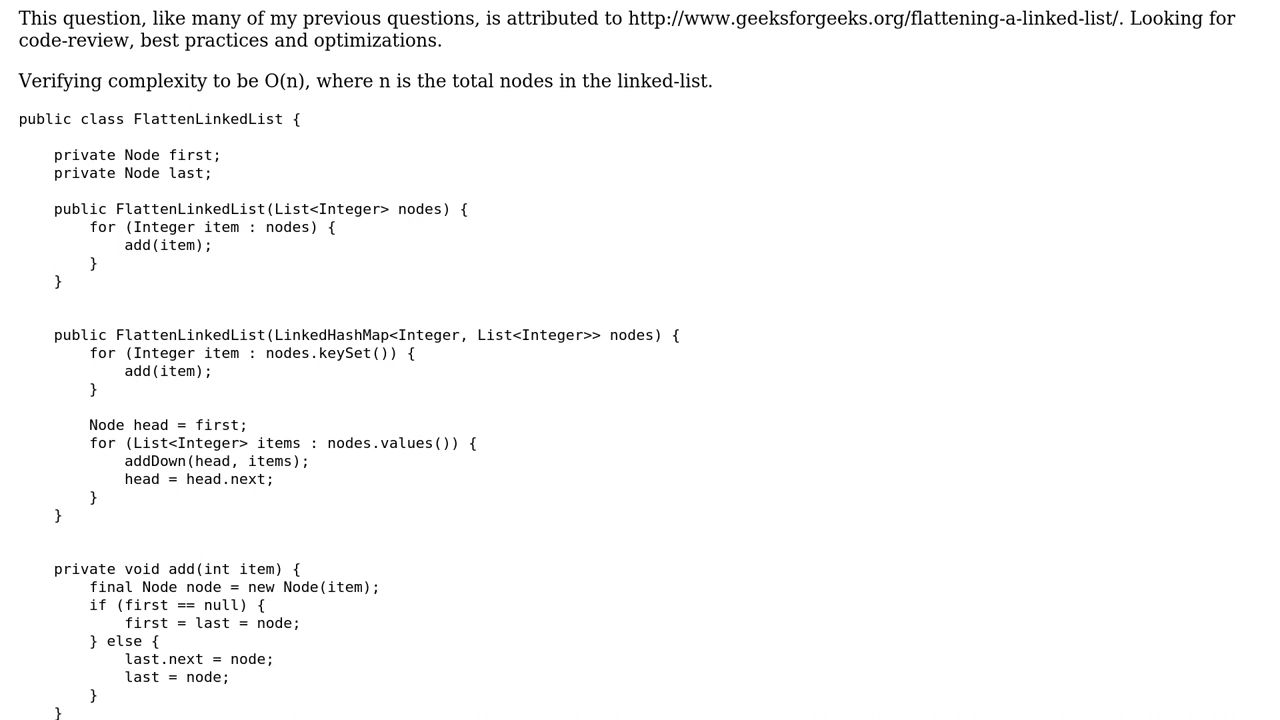 This question, like many of my previous questions, is attributed to http://www.geeksforgeeks.org/flattening-a-linked-list/. Looking for
code-review, best practices and optimizations.
Verifying complexity to be O(n), where n is the total nodes in the linked-list.
public class FlattenLinkedList {
    private Node first;
    private Node last;
    public FlattenLinkedList(List<Integer> nodes) {
        for (Integer item : nodes) {
            add(item);
        }
    }
    public FlattenLinkedList(LinkedHashMap<Integer, List<Integer>> nodes) {
        for (Integer item : nodes.keySet()) {
            add(item);
        }
        Node head = first;
        for (List<Integer> items : nodes.values()) {
            addDown(head, items);
            head = head.next;
        }
    }
    private void add(int item) {
        final Node node = new Node(item);
        if (first == null) {
            first = last = node;
        } else {
            last.next = node;
            last = node;
        }
    }